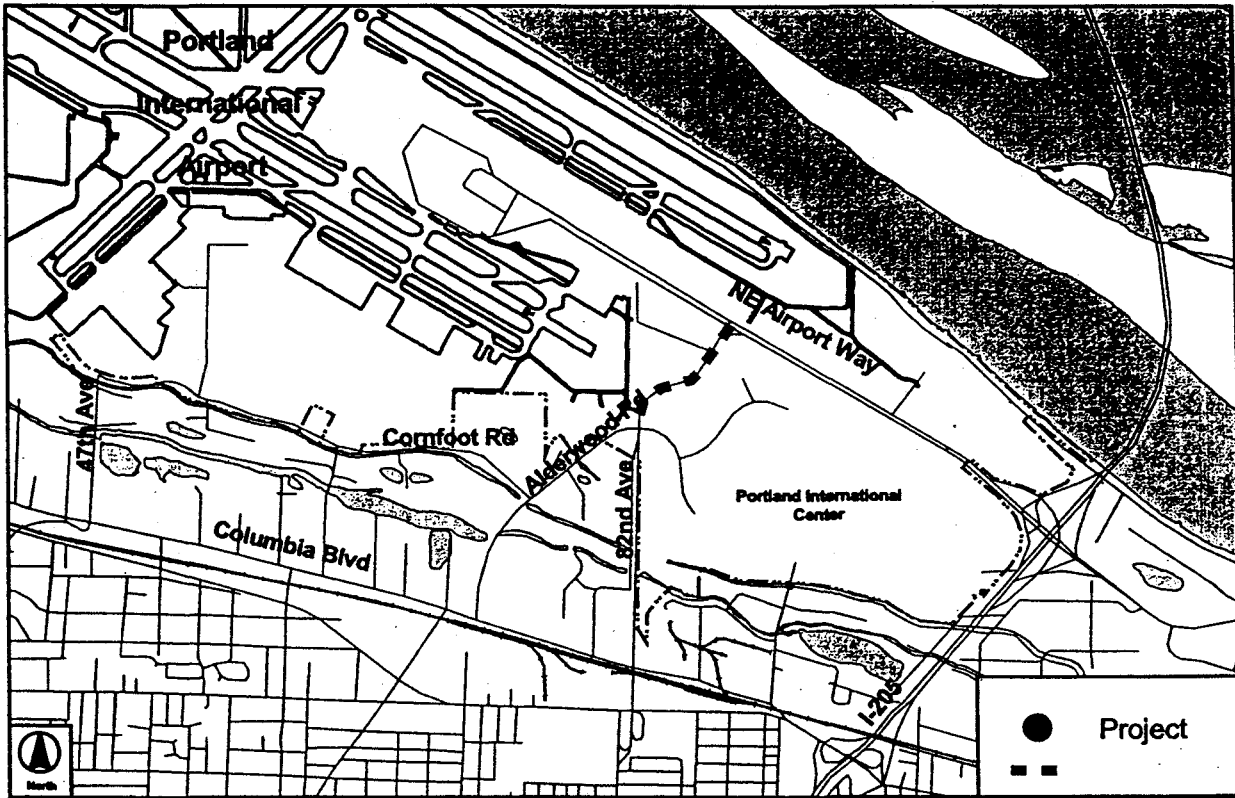 Portland
International
Airport
NE Airport Way
47th Ave
Cornfoot Rd
Alderwood Rd
82nd Ave
Portland International
Center
Columbia Blvd
I-205
Project
North